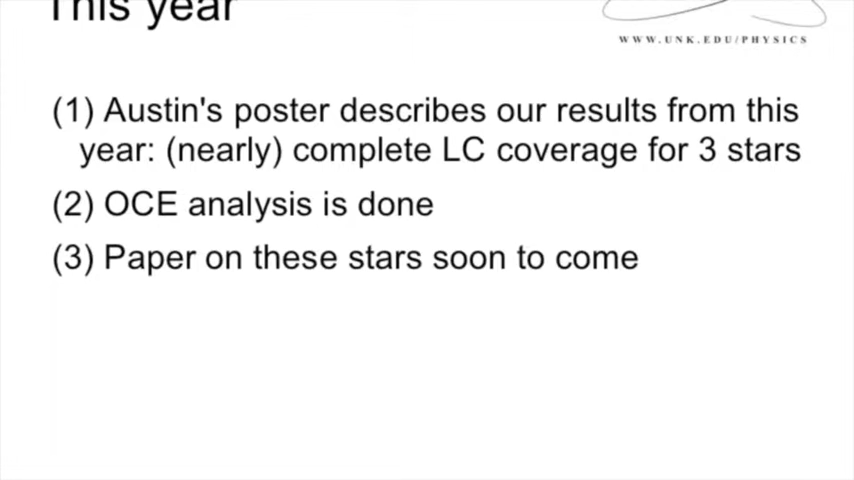 This year
WWW.UNK.EDU/PHYSICS
(1) Austin's poster describes our results from this
year: (nearly) complete LC coverage for 3 stars
(2) OCE analysis is done
(3) Paper on these stars soon to come